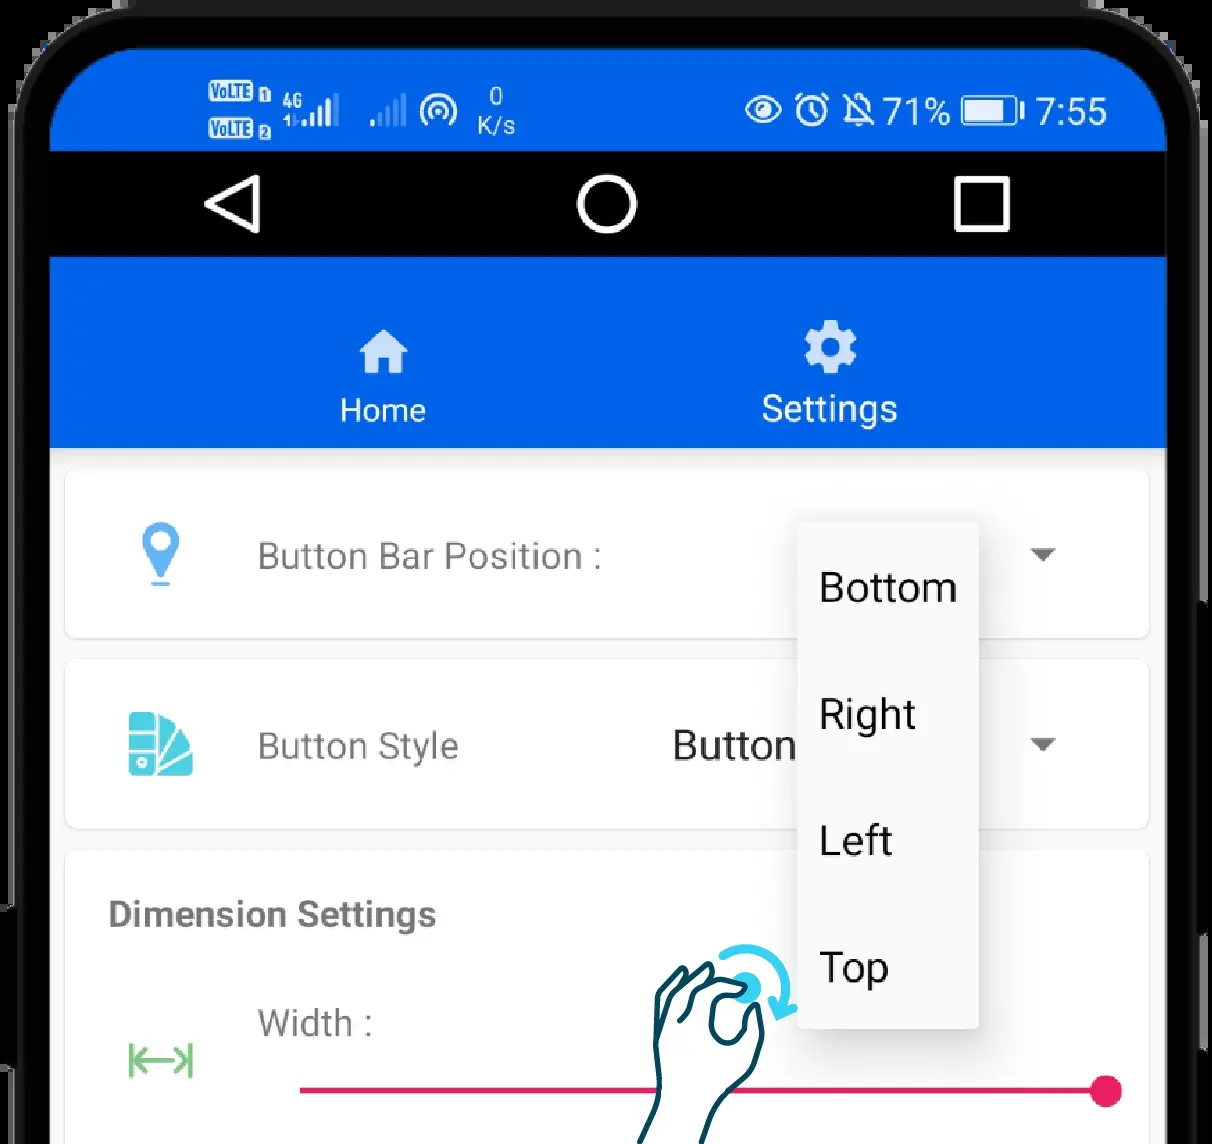 VoLTE 1
VoLTE 2
4G
0
K/s
71%
7:55
Home
Settings
Button Bar Position :
Bottom
Right
Button Style
Button
Left
Dimension Settings
Top
Width :